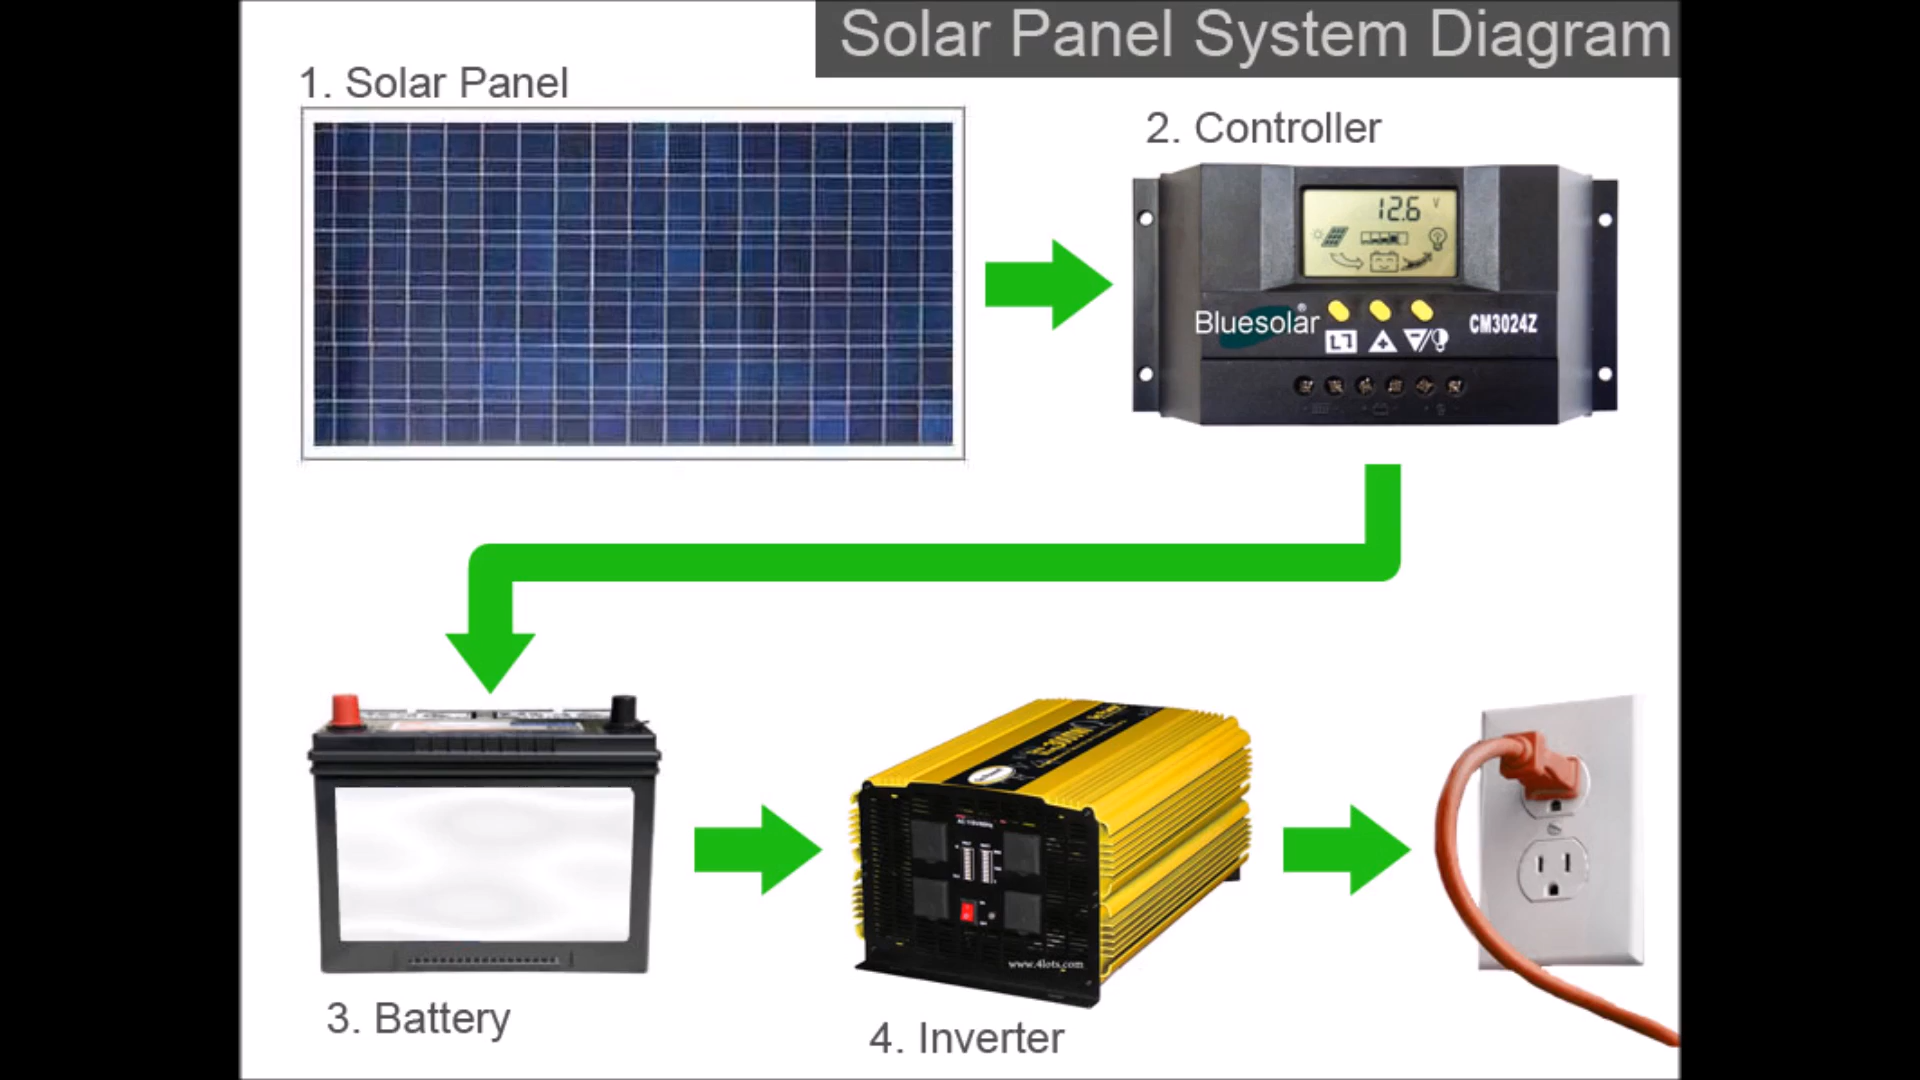 Solar Panel System Diagram
1. Solar Panel
2. Controller
12.6 V
Bluesolar®
CM3024Z
3. Battery
www.4lots.com
4. Inverter